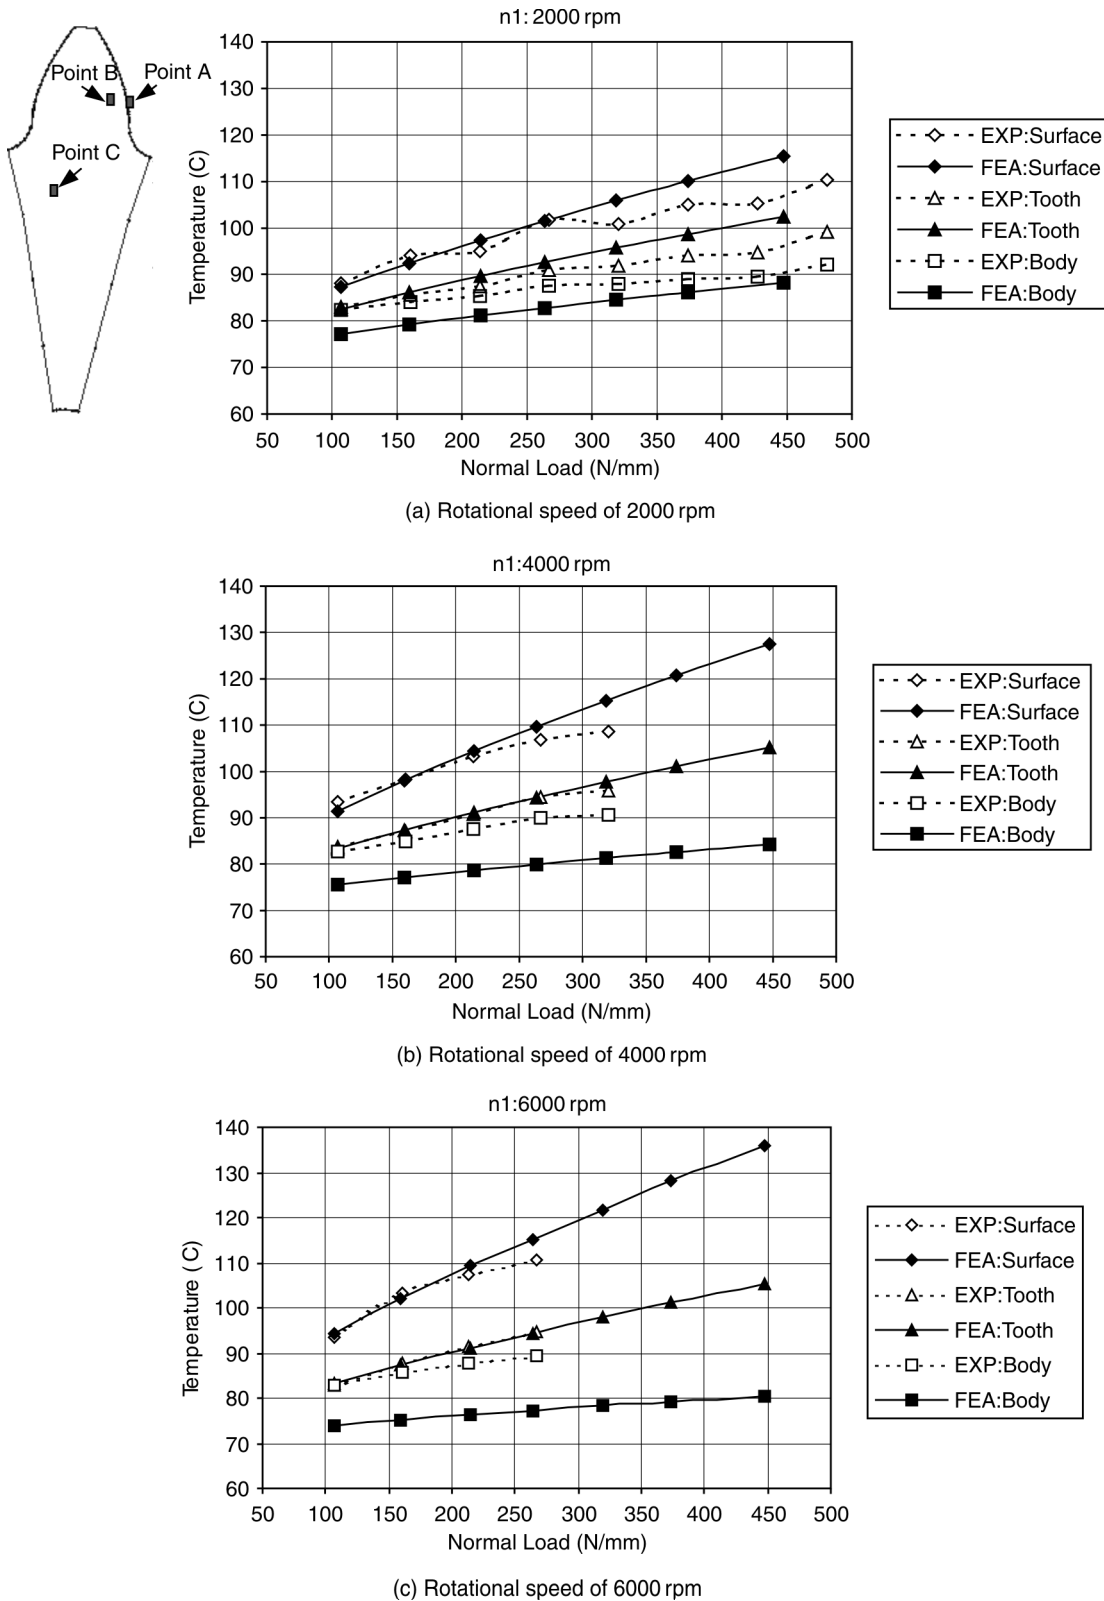 n1: 2000 rpm
Point B
Point A
Point C
140
130
120
110
100
90
80
70
60
Temperature (C)
50 100 150 200 250 300 350 400 450 500
Normal Load (N/mm)
EXP:Surface
FEA:Surface
EXP:Tooth
FEA:Tooth
EXP:Body
FEA:Body
(a) Rotational speed of 2000 rpm
n1:4000 rpm
140
130
120
110
100
90
80
70
60
Temperature (C)
50 100 150 200 250 300 350 400 450 500
Normal Load (N/mm)
EXP:Surface
FEA:Surface
EXP:Tooth
FEA:Tooth
EXP:Body
FEA:Body
(b) Rotational speed of 4000 rpm
n1:6000 rpm
140
130
120
110
100
90
80
70
60
Temperature ( C)
50 100 150 200 250 300 350 400 450 500
Normal Load (N/mm)
EXP:Surface
FEA:Surface
EXP:Tooth
FEA:Tooth
EXP:Body
FEA:Body
(c) Rotational speed of 6000 rpm